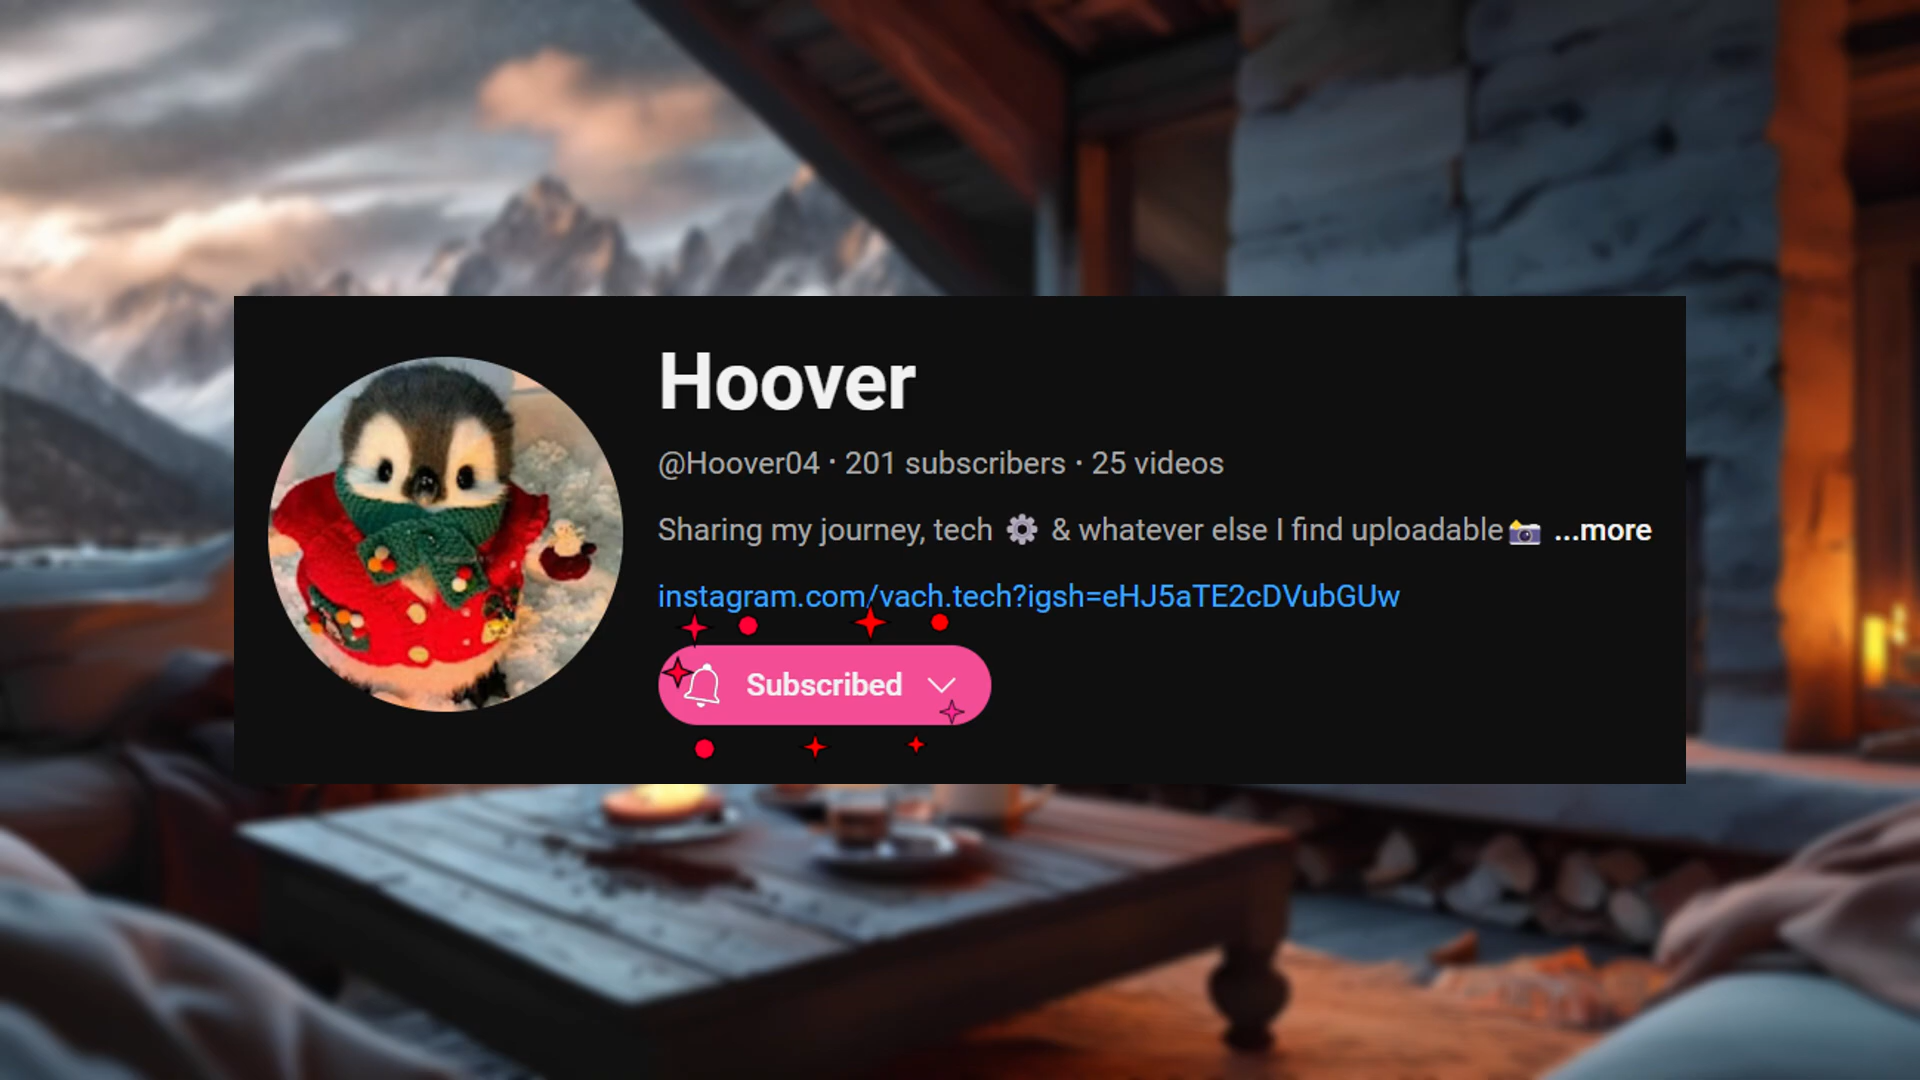 Hoover
@Hoover04 · 201 subscribers · 25 videos
Sharing my journey, tech ⚙️ & whatever else I find uploadable📸 ...more
instagram.com/vach.tech?igsh=eHJ5aTE2cDVubGUw
Subscribed